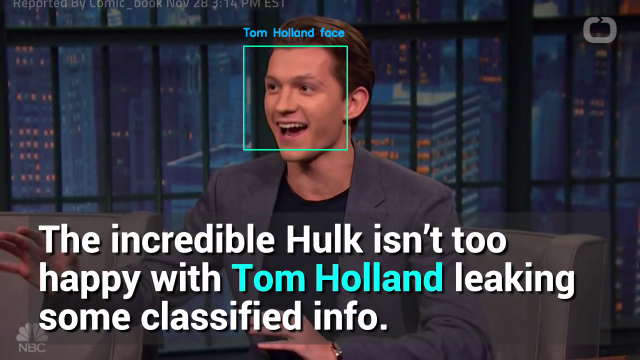 Reported By Comic_book Nov 28 3:14 PM EST
Tom Holland face
The incredible Hulk isn’t too
happy with Tom Holland leaking
some classified info.
NBC